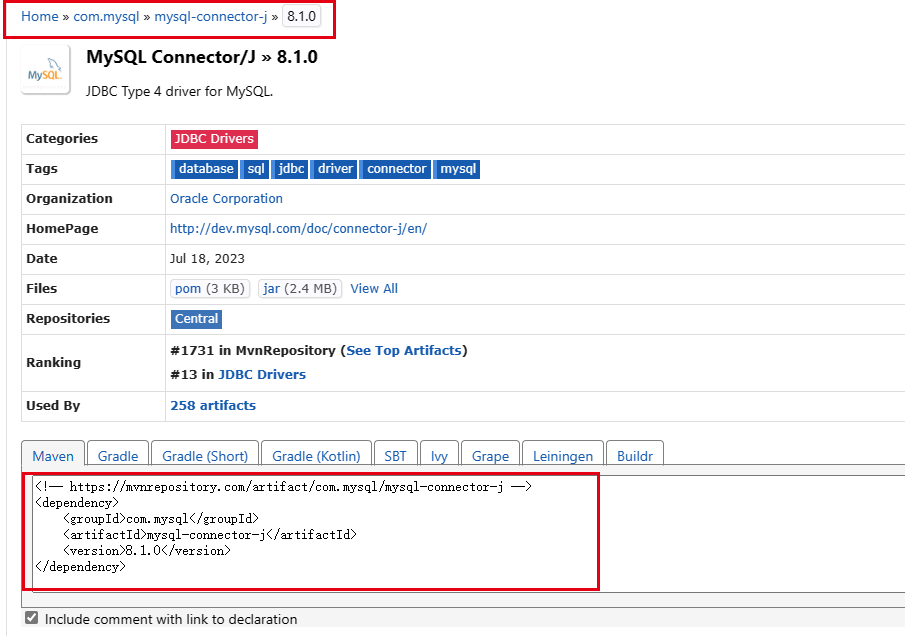 Home » com.mysql » mysql-connector-j » 8.1.0
MySQL Connector/J » 8.1.0
MySQL
JDBC Type 4 driver for MySQL.
Categories JDBC Drivers
Tags database sql jdbc driver connector mysql
Organization Oracle Corporation
HomePage http://dev.mysql.com/doc/connector-j/en/
Date Jul 18, 2023
Files pom (3 KB) jar (2.4 MB) View All
Repositories Central
Ranking #1731 in MvnRepository (See Top Artifacts)
#13 in JDBC Drivers
Used By 258 artifacts
Maven Gradle Gradle (Short) Gradle (Kotlin) SBT Ivy Grape Leiningen Buildr
<!-- https://mvnrepository.com/artifact/com.mysql/mysql-connector-j -->
<dependency>
    <groupId>com.mysql</groupId>
    <artifactId>mysql-connector-j</artifactId>
    <version>8.1.0</version>
</dependency>
Include comment with link to declaration